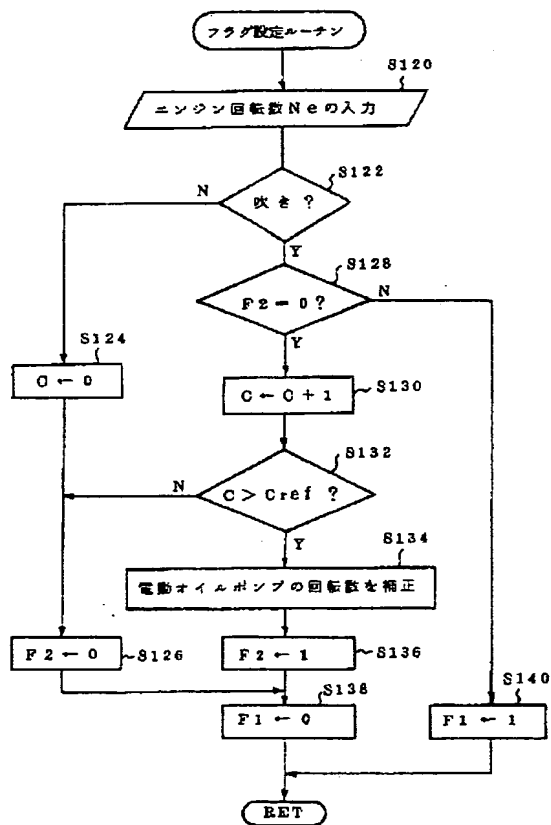 フラグ設定ルーチン
S120
エンジン回転数Neの入力
S122
吹き?
N
Y
S128
F2=0?
N
Y
S124
C←0
C←C+1
S130
S132
C>Cref?
N
Y
S134
電動オイルポンプの回転数を補正
F2←0
S126
F2←1
S136
S138
F1←0
S140
F1←1
RET